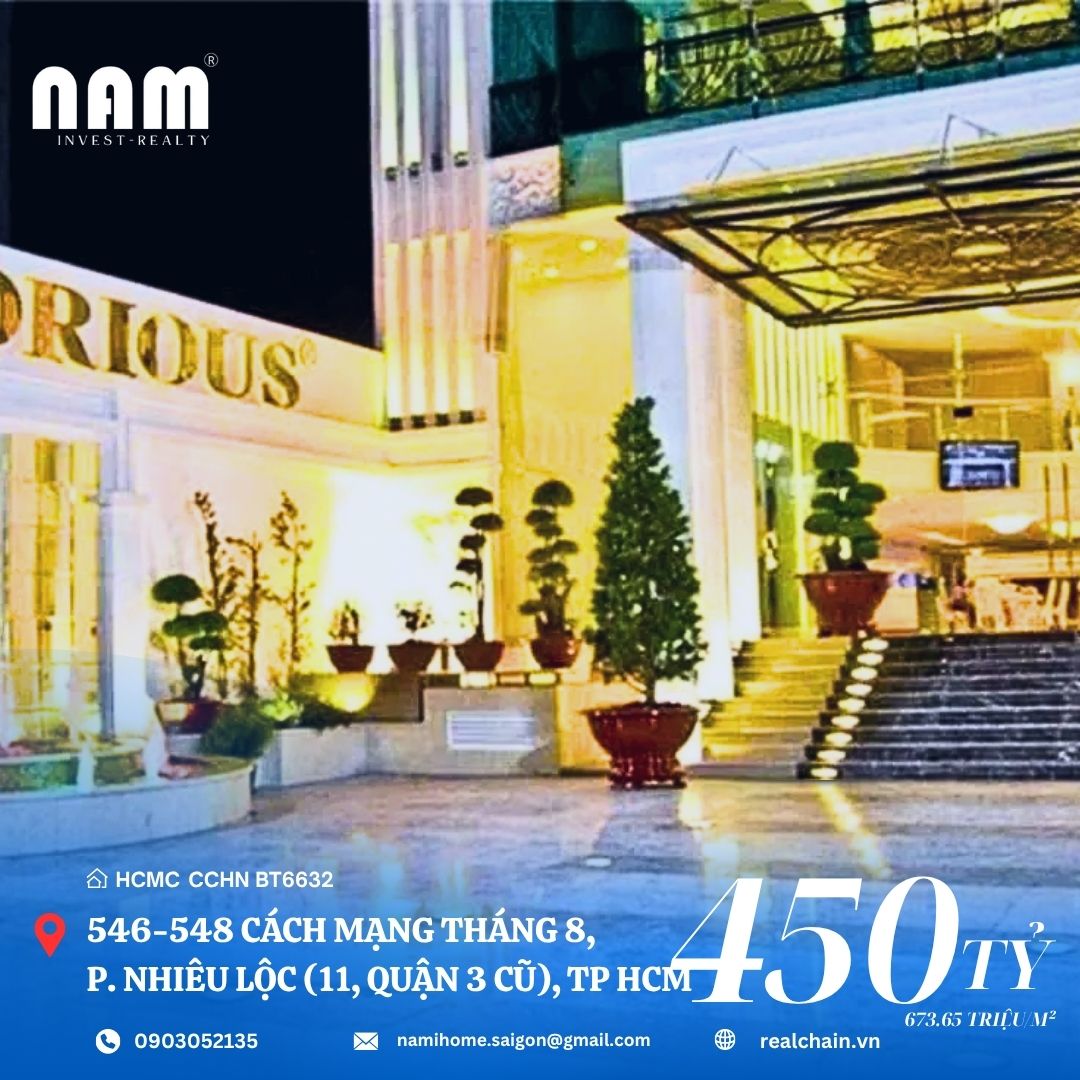 NAM®
INVEST-REALTY
ORIOUS®
HCMC CCHN BT6632
546-548 CÁCH MẠNG THÁNG 8,
P. NHIÊU LỘC (11, QUẬN 3 CŨ), TP HCM
450 TỶ
673.65 TRIỆU/M²
0903052135
namihome.saigon@gmail.com
realchain.vn